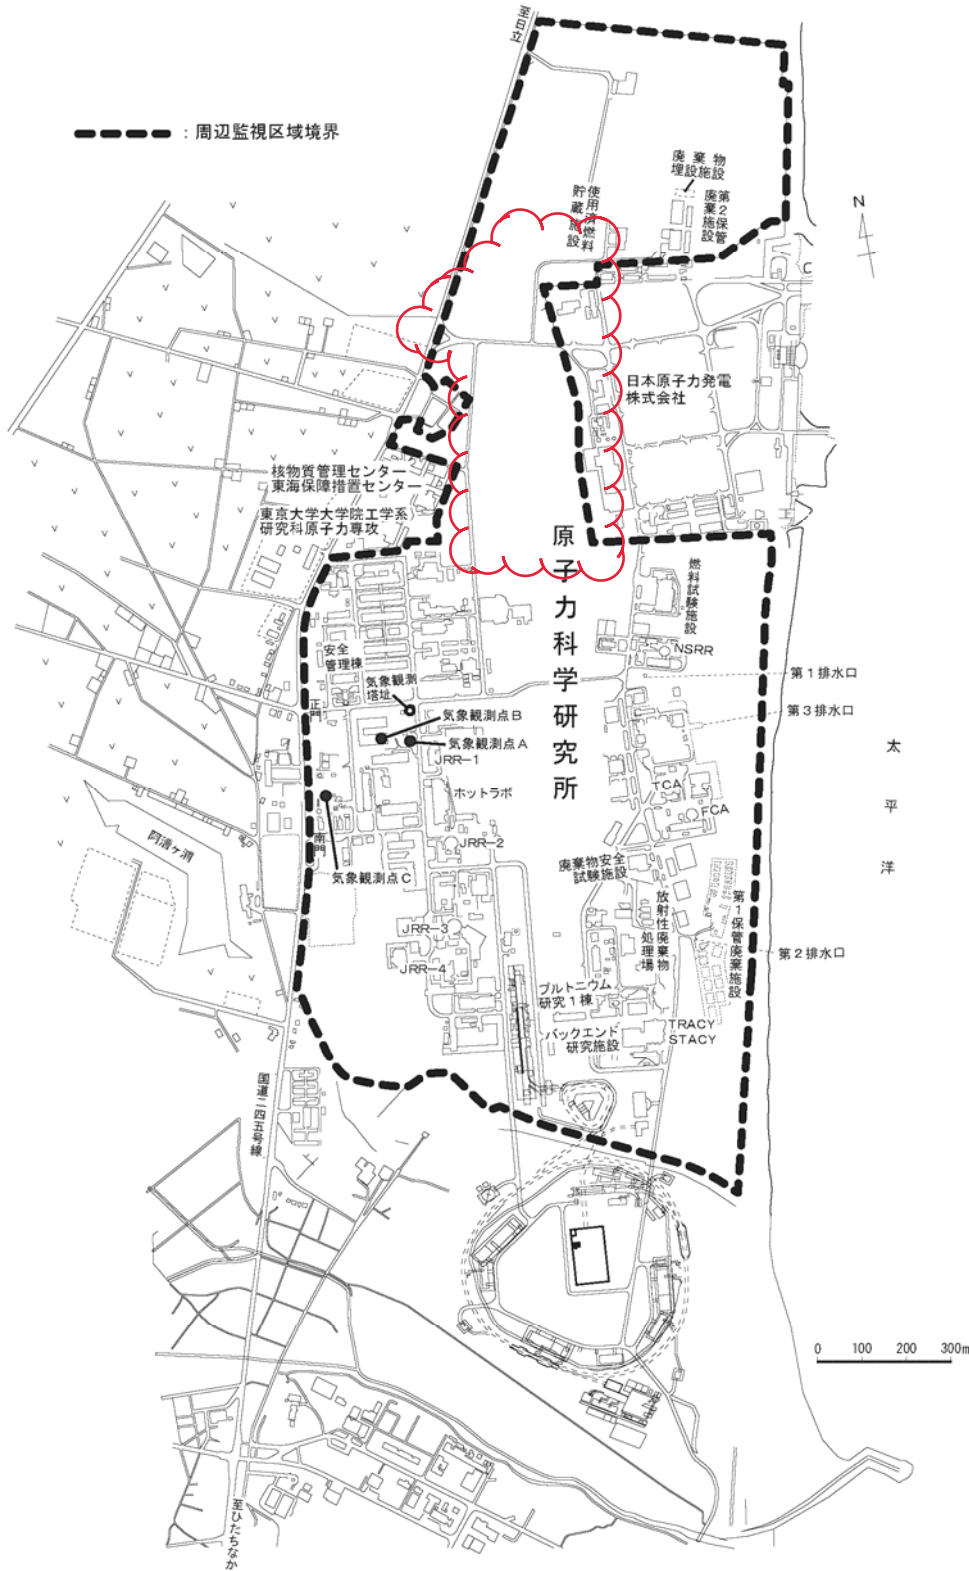 至日立
：周辺監視区域境界
廃棄物
埋設施設
使用済燃料
貯蔵施設
第2保管
廃棄施設
N
C
日本原子力発電
株式会社
核物質管理センター
東海保障措置センター
東京大学大学院工学系
研究科原子力専攻
原子力科学研究所
燃料試験施設
安全
管理棟
NSRR
気象観測
塔址
第1排水口
正門
気象観測点B
第3排水口
気象観測点A
JRR-1
太平洋
TCA
ホットラボ
FCA
阿漕ヶ浦
南門
JRR-2
廃棄物安全
試験施設
気象観測点C
放射性廃棄物
処理場
第1保管廃棄施設
JRR-3
第2排水口
JRR-4
プルトニウム
研究1棟
TRACY
STACY
バックエンド
研究施設
国道二四五号線
0 100 200 300m
至ひたちなか